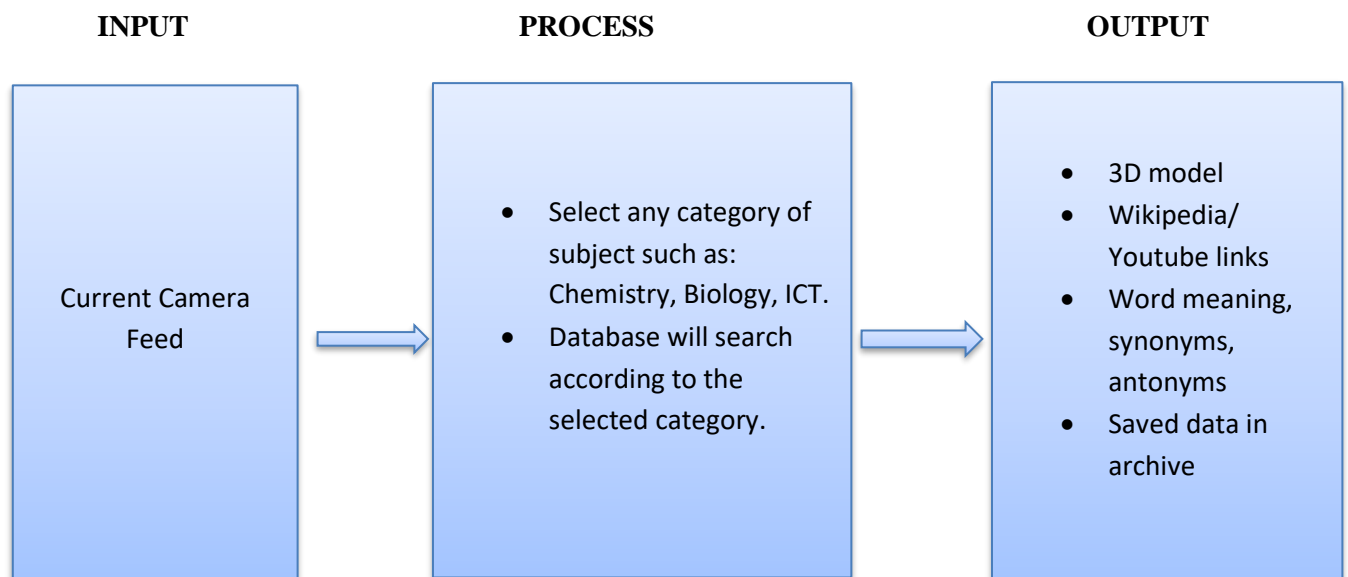 INPUT
PROCESS
OUTPUT
Current Camera
Feed
• Select any category of
subject such as:
Chemistry, Biology, ICT.
• Database will search
according to the
selected category.
• 3D model
• Wikipedia/
Youtube links
• Word meaning,
synonyms,
antonyms
• Saved data in
archive